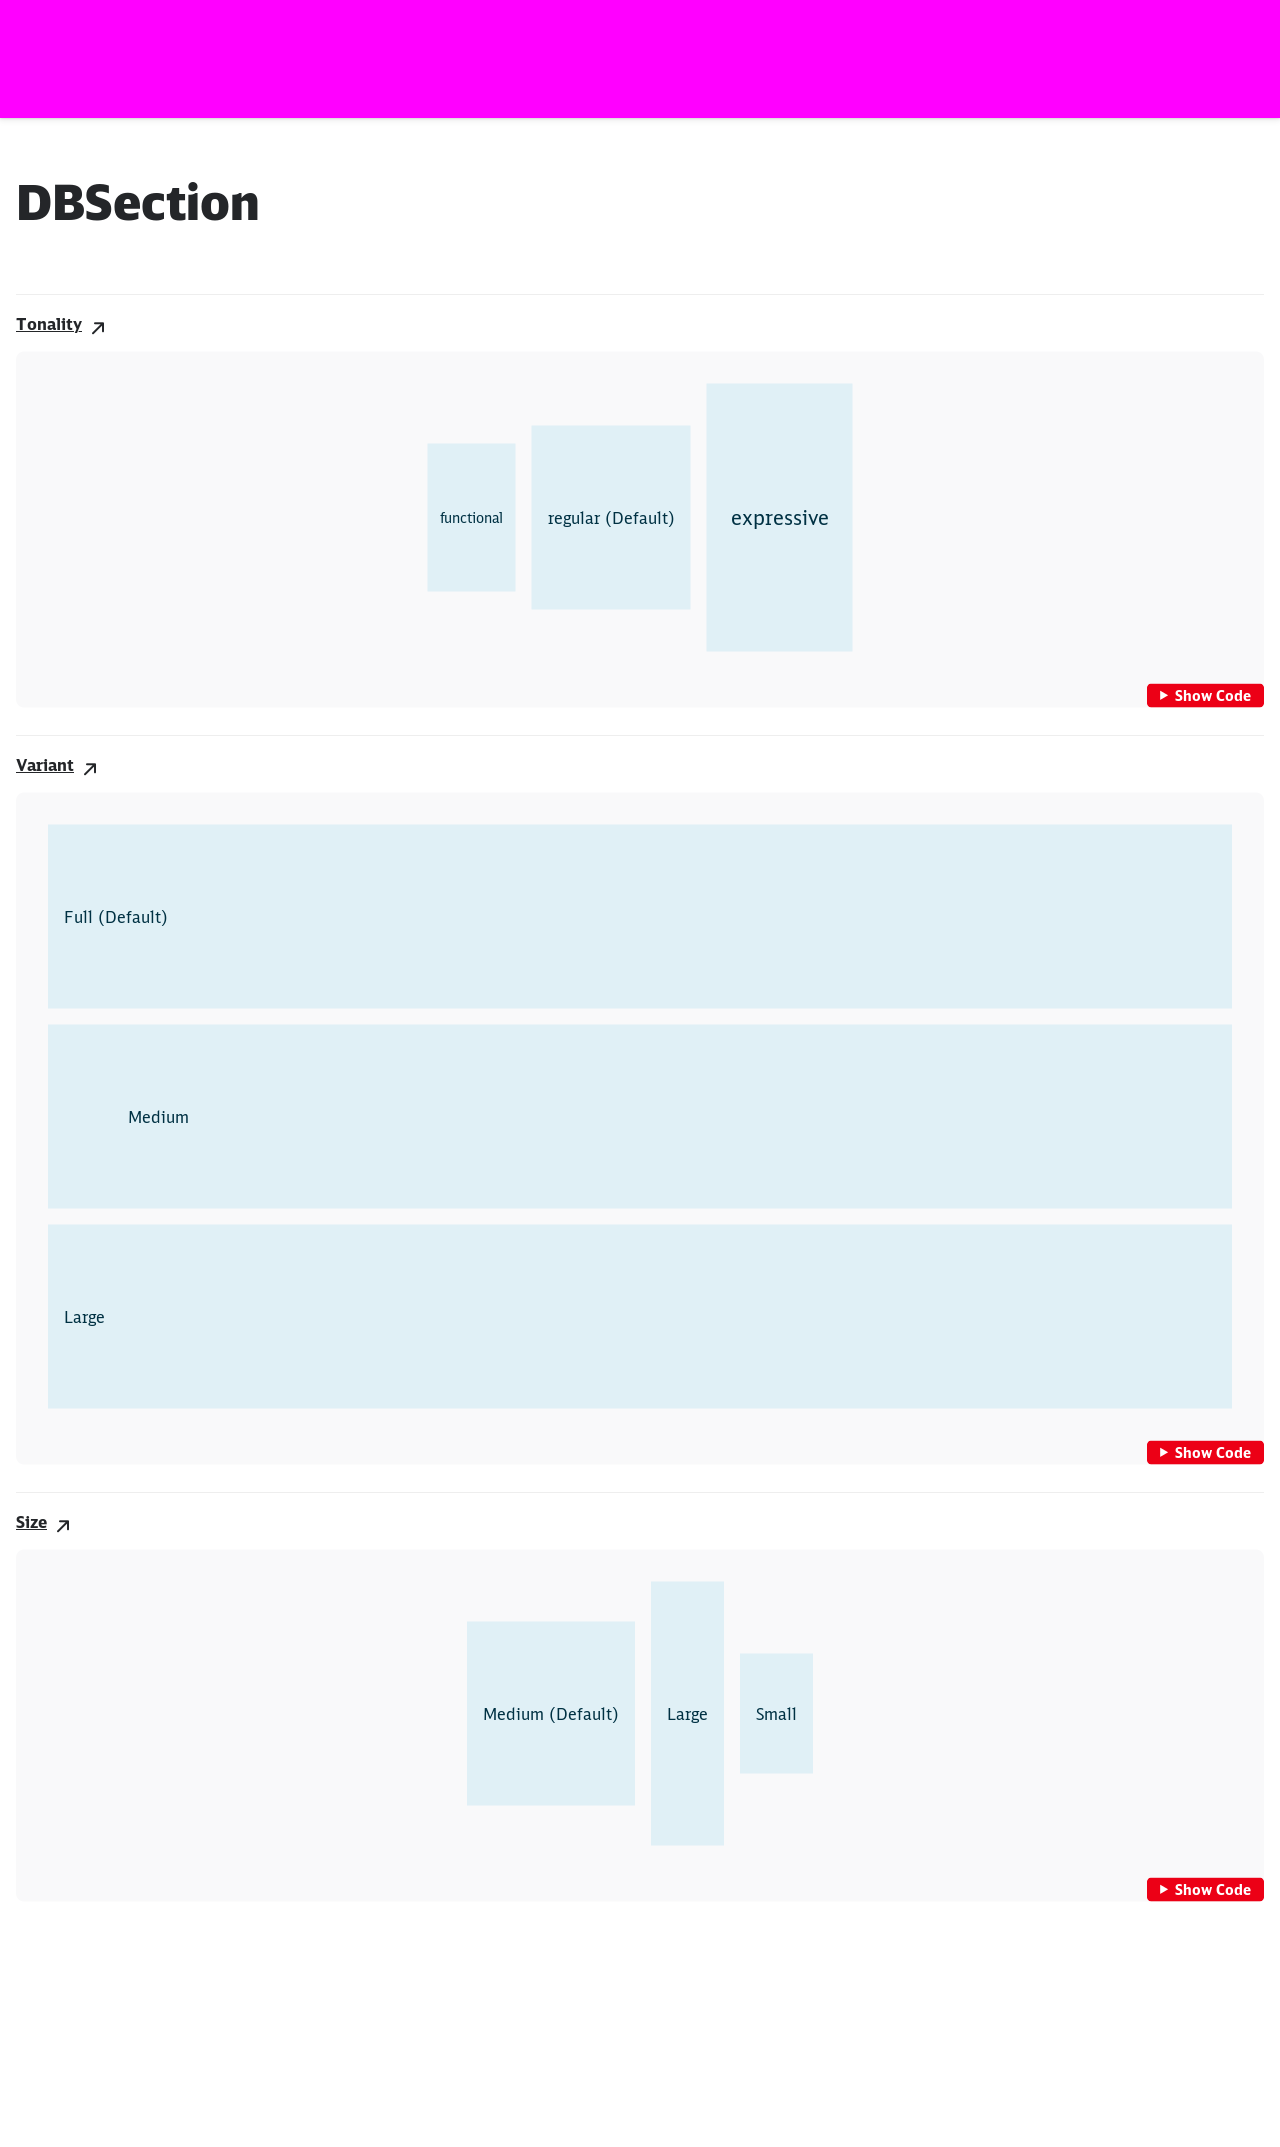 DBSection
Tonality
functional
regular (Default)
expressive
Show Code
Variant
Full (Default)
Medium
Large
Show Code
Size
Medium (Default)
Large
Small
Show Code